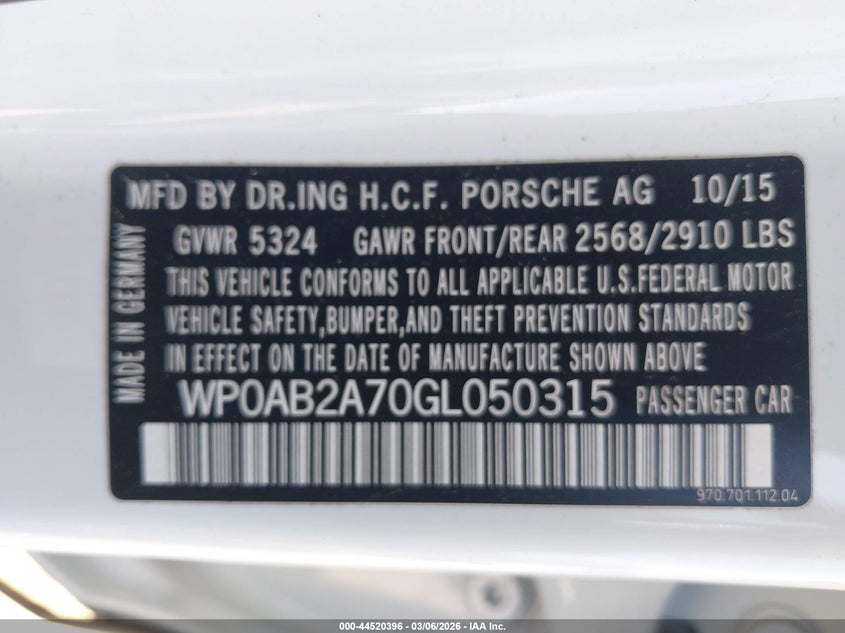 MFD BY DR.ING H.C.F. PORSCHE AG 10/15
GVWR 5324 GAWR FRONT/REAR 2568/2910 LBS
THIS VEHICLE CONFORMS TO ALL APPLICABLE U.S.FEDERAL MOTOR
VEHICLE SAFETY,BUMPER,AND THEFT PREVENTION STANDARDS
IN EFFECT ON THE DATE OF MANUFACTURE SHOWN ABOVE
WP0AB2A70GL050315 PASSENGER CAR
MADE IN GERMANY
970.701.112.04
000-44520396 - 03/06/2026 - IAA Inc.